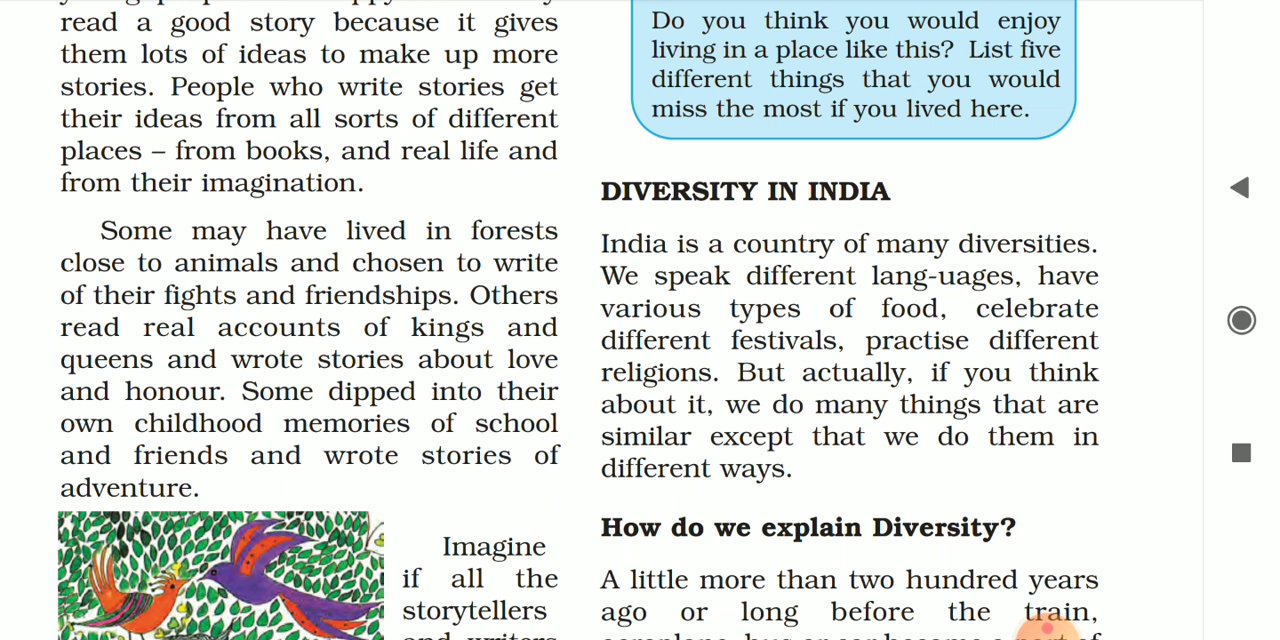 read a good story because it gives
them lots of ideas to make up more
stories. People who write stories get
their ideas from all sorts of different
places – from books, and real life and
from their imagination.
Some may have lived in forests
close to animals and chosen to write
of their fights and friendships. Others
read real accounts of kings and
queens and wrote stories about love
and honour. Some dipped into their
own childhood memories of school
and friends and wrote stories of
adventure.
Imagine
if all the
storytellers
Do you think you would enjoy
living in a place like this? List five
different things that you would
miss the most if you lived here.
DIVERSITY IN INDIA
India is a country of many diversities.
We speak different lang-uages, have
various types of food, celebrate
different festivals, practise different
religions. But actually, if you think
about it, we do many things that are
similar except that we do them in
different ways.
How do we explain Diversity?
A little more than two hundred years
ago or long before the train,